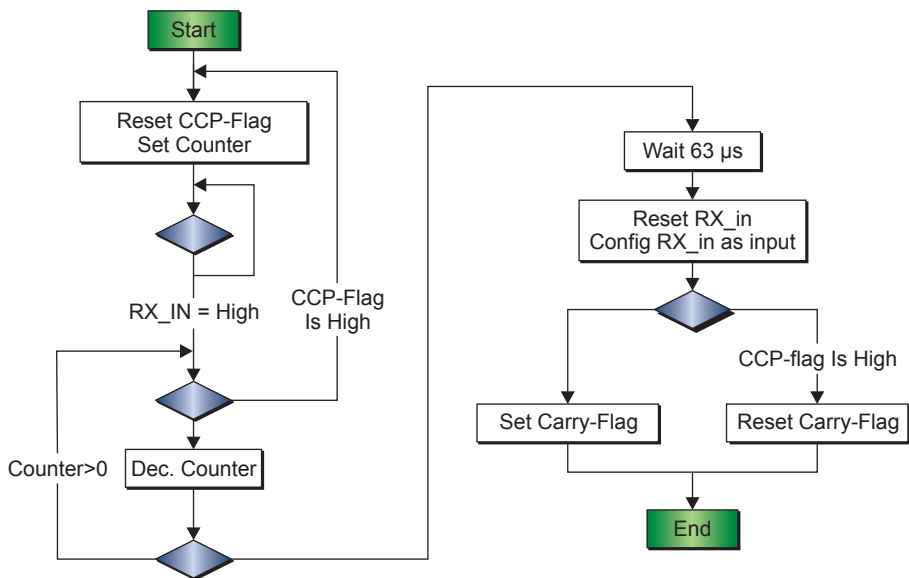 Start
Reset CCP-Flag
Set Counter
RX_IN = High
CCP-Flag
Is High
Counter>0
Dec. Counter
Wait 63 µs
Reset RX_in
Config RX_in as input
CCP-flag Is High
Set Carry-Flag
Reset Carry-Flag
End